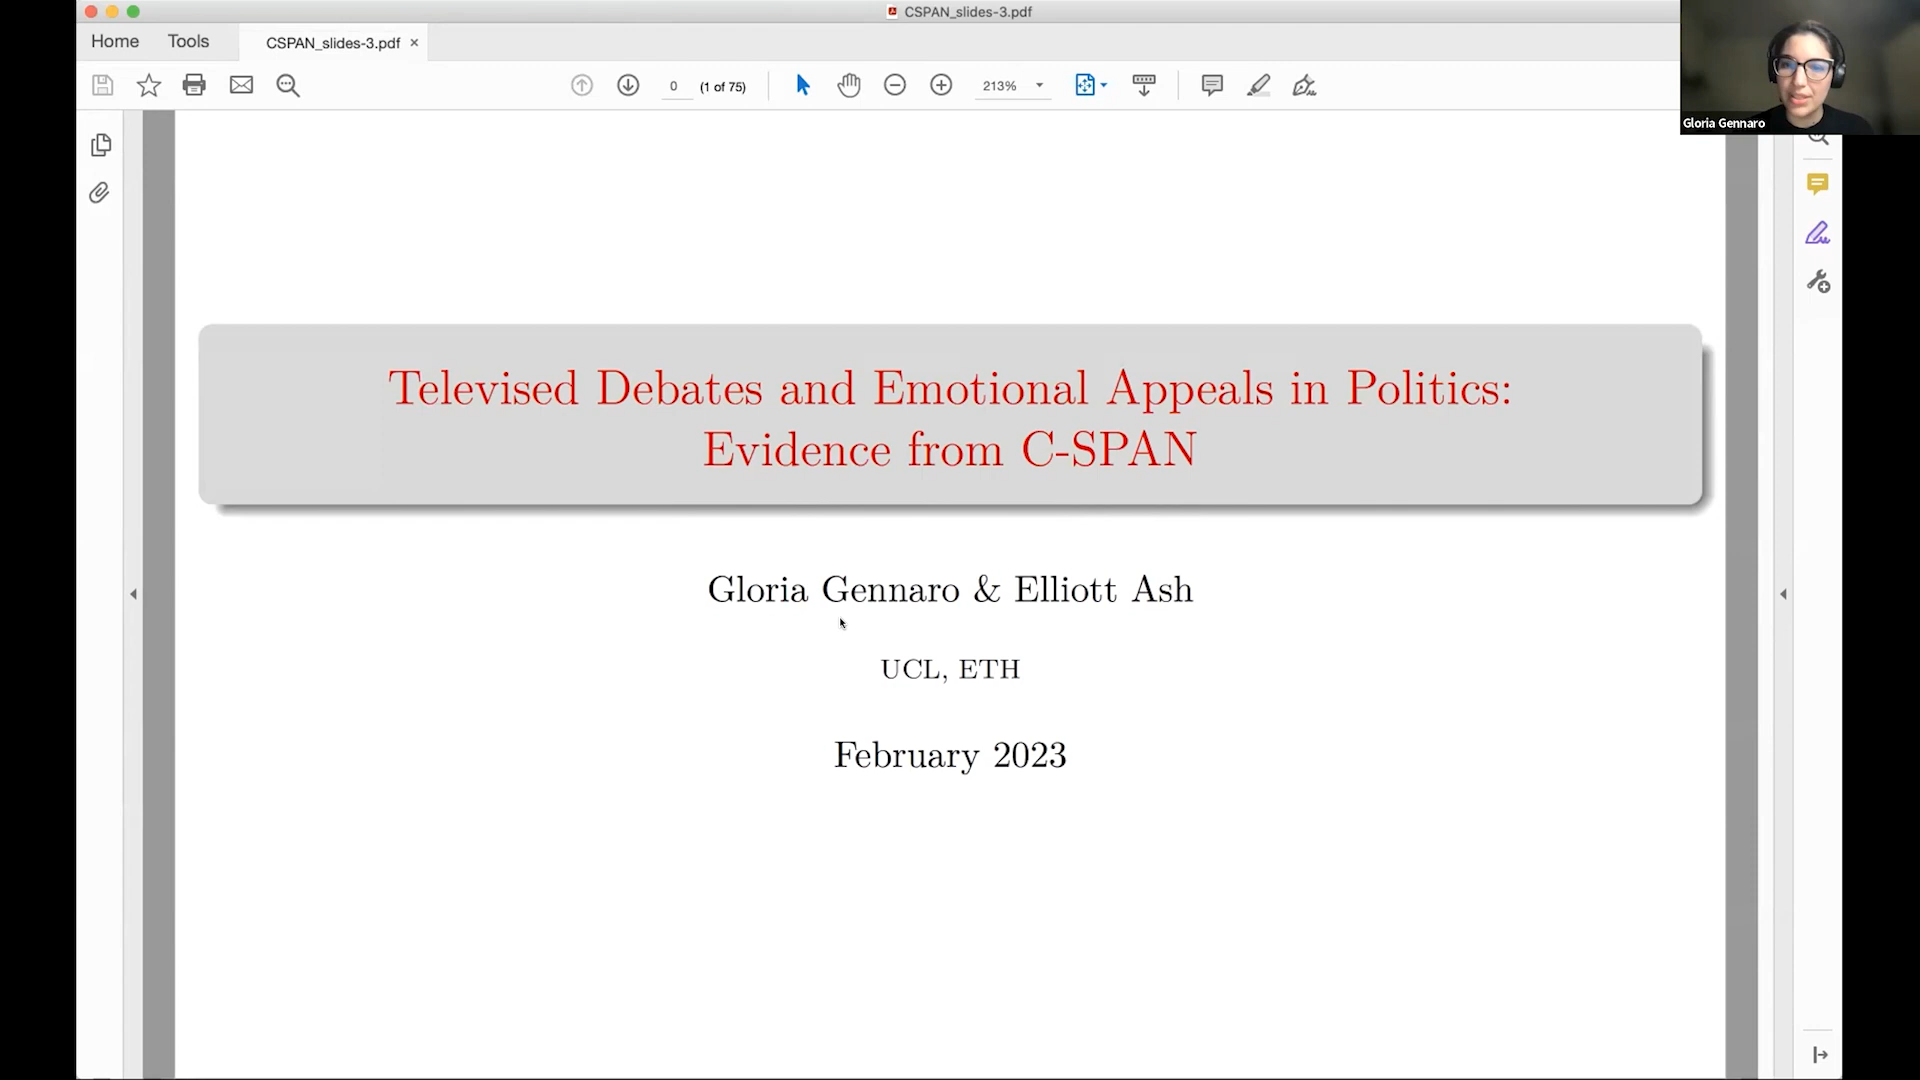 CSPAN_slides-3.pdf
Home Tools CSPAN_slides-3.pdf ×
0 (1 of 75) 213%
Gloria Gennaro
Televised Debates and Emotional Appeals in Politics:
Evidence from C-SPAN
Gloria Gennaro & Elliott Ash
UCL, ETH
February 2023